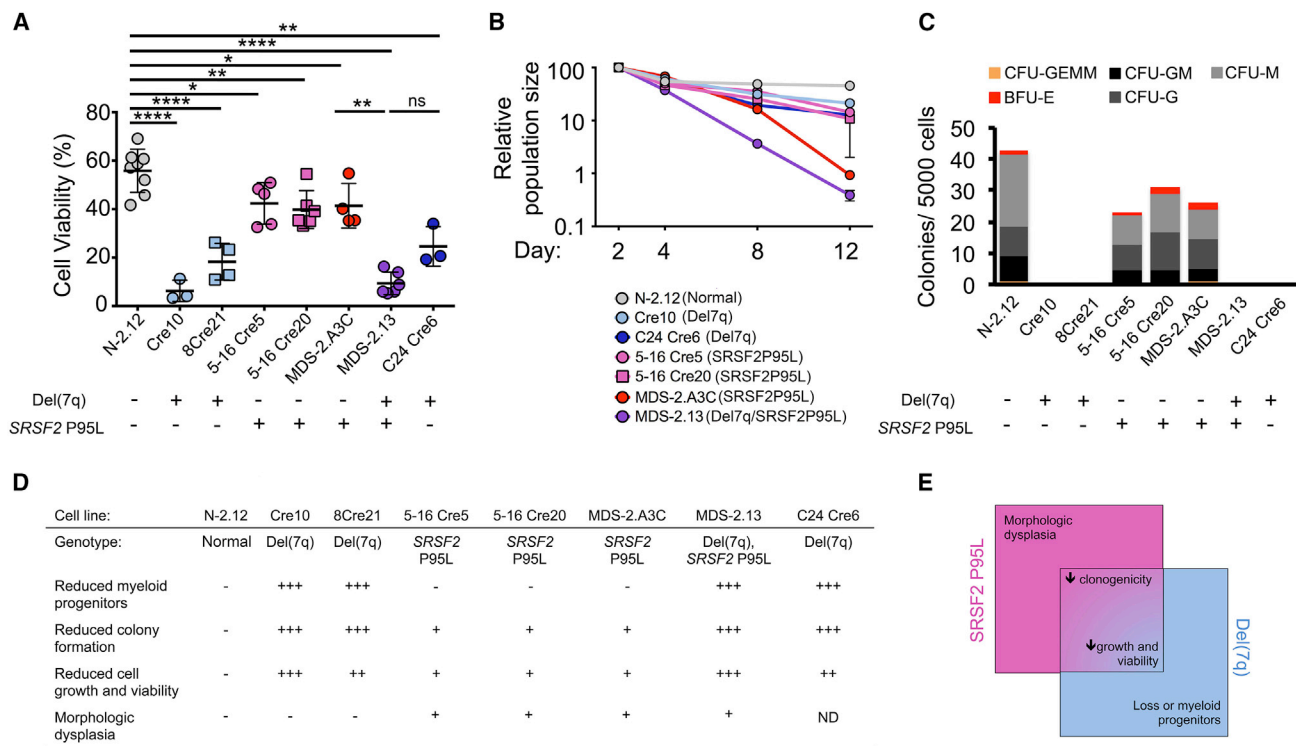 A
**
****
*
**
*
****
****
**
ns
Cell Viability (%)
80
60
40
20
0
N-2.12
Cre10
8Cre21
5-16 Cre5
5-16 Cre20
MDS-2.A3C
MDS-2.13
C24 Cre6
Del(7q) - + + - - - + +
SRSF2 P95L - - - + + + + -
B
Relative
population size
100
10
1
0.1
Day: 2 4 8 12
N-2.12 (Normal)
Cre10 (Del7q)
C24 Cre6 (Del7q)
5-16 Cre5 (SRSF2P95L)
5-16 Cre20 (SRSF2P95L)
MDS-2.A3C (SRSF2P95L)
MDS-2.13 (Del7q/SRSF2P95L)
C
CFU-GEMM CFU-GM CFU-M
BFU-E CFU-G
Colonies/ 5000 cells
50
40
30
20
10
0
N-2.12
Cre10
8Cre21
5-16 Cre5
5-16 Cre20
MDS-2.A3C
MDS-2.13
C24 Cre6
Del(7q) - + + - - - + +
SRSF2 P95L - - - + + + + -
D
Cell line: N-2.12 Cre10 8Cre21 5-16 Cre5 5-16 Cre20 MDS-2.A3C MDS-2.13 C24 Cre6
Genotype: Normal Del(7q) Del(7q) SRSF2 SRSF2 SRSF2 Del(7q), Del(7q)
P95L P95L P95L SRSF2 P95L
Reduced myeloid - +++ +++ - - - +++ +++
progenitors
Reduced colony - +++ +++ + + + +++ +++
formation
Reduced cell - +++ ++ + + + +++ ++
growth and viability
Morphologic - - - + + + + ND
dysplasia
E
SRSF2 P95L
Morphologic
dysplasia
↓ clonogenicity
↓growth and
viability
Del(7q)
Loss or myeloid
progenitors